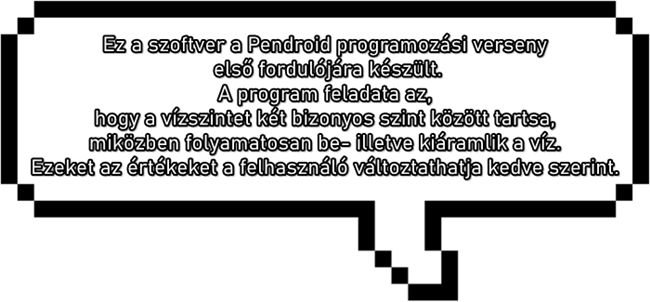 Ez a szoftver a Pendroid programozási verseny
első fordulójára készült.
A program feladata az,
hogy a vízszintet két bizonyos szint között tartsa,
miközben folyamatosan be- illetve kiáramlik a víz.
Ezeket az értékeket a felhasználó változtathatja kedve szerint.